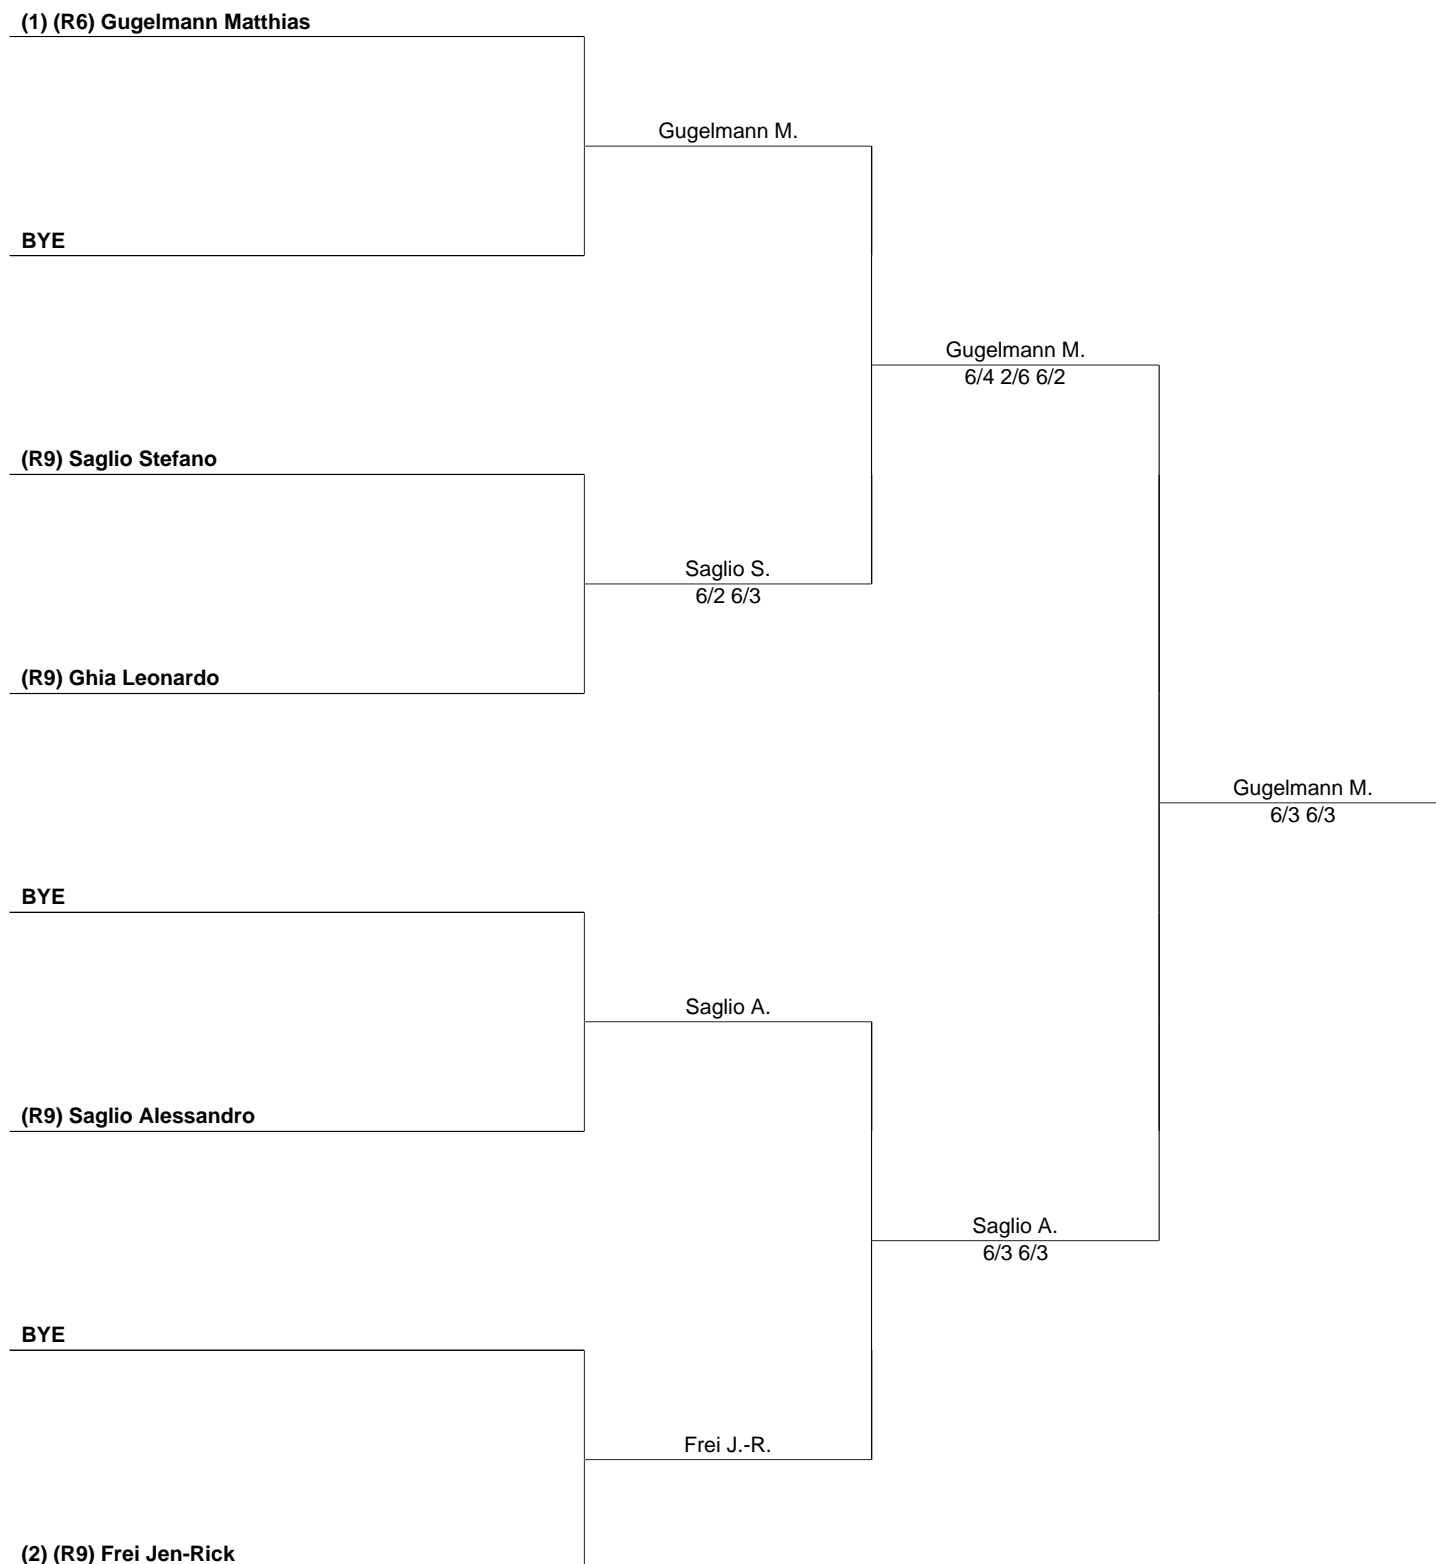 (1) (R6) Gugelmann Matthias
Gugelmann M.
BYE
Gugelmann M.
6/4 2/6 6/2
(R9) Saglio Stefano
Saglio S.
6/2 6/3
(R9) Ghia Leonardo
Gugelmann M.
6/3 6/3
BYE
Saglio A.
(R9) Saglio Alessandro
Saglio A.
6/3 6/3
BYE
Frei J.-R.
(2) (R9) Frei Jen-Rick